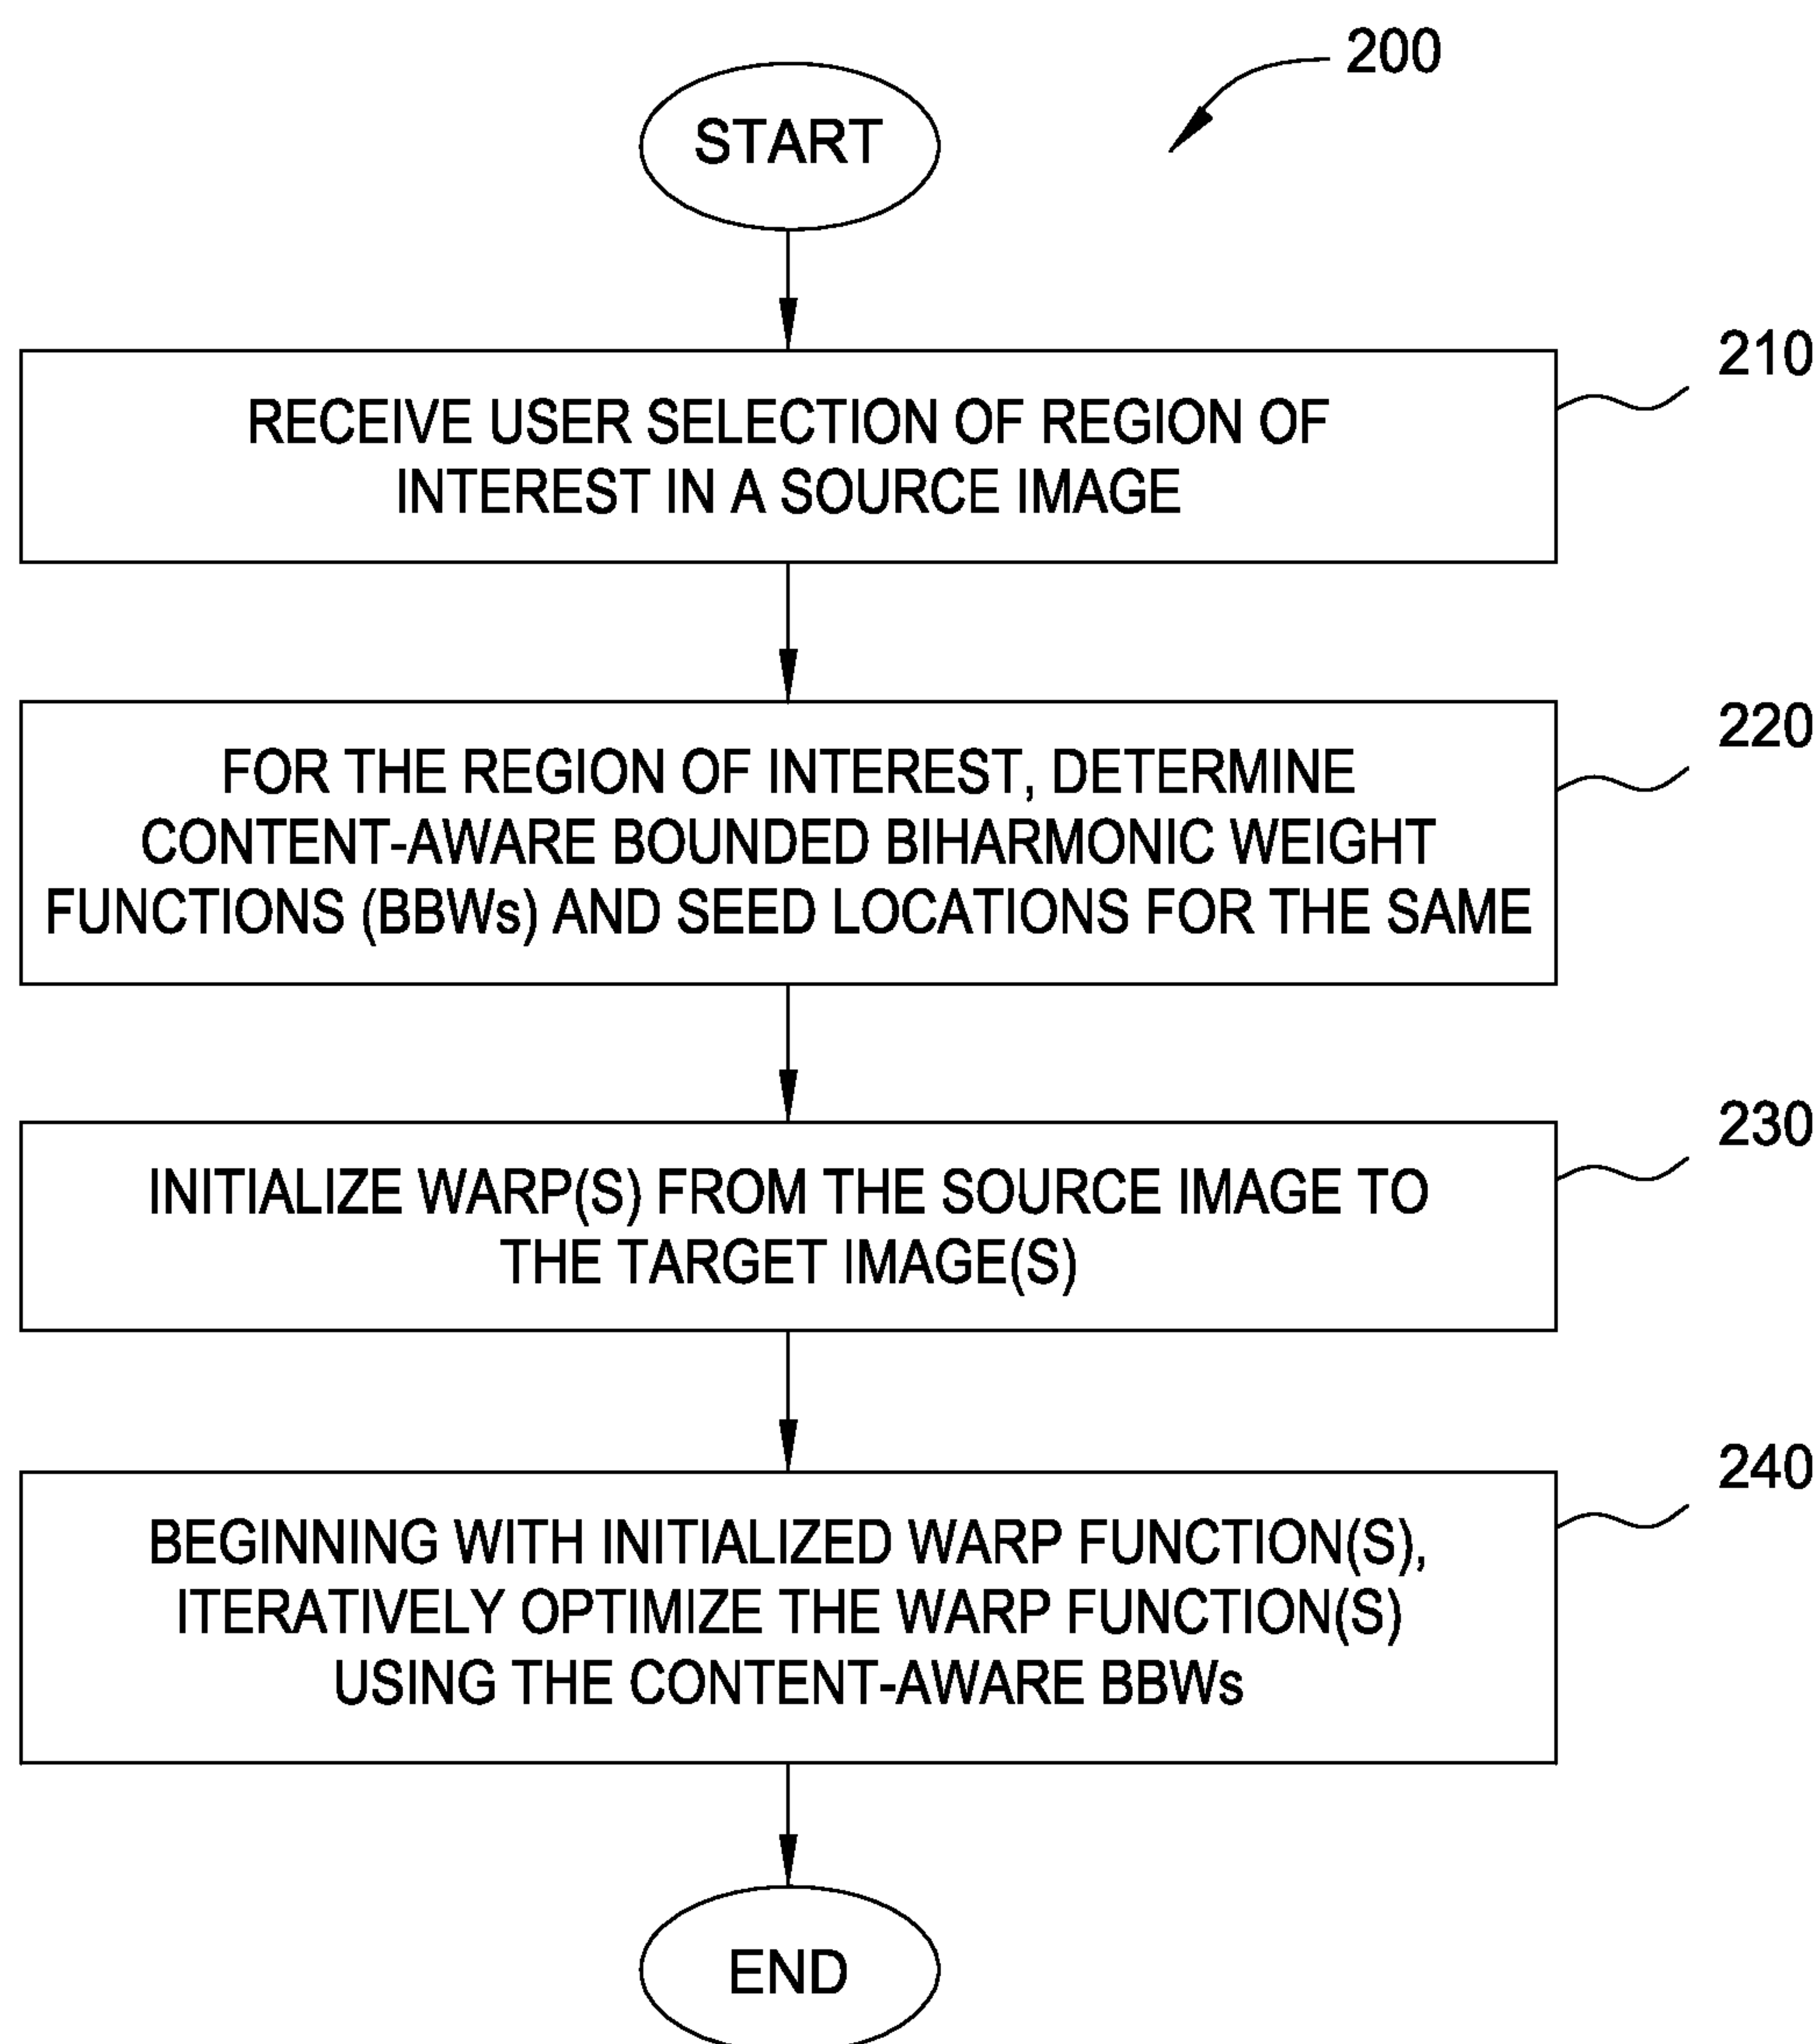 200
START
210
RECEIVE USER SELECTION OF REGION OF
INTEREST IN A SOURCE IMAGE
220
FOR THE REGION OF INTEREST, DETERMINE
CONTENT-AWARE BOUNDED BIHARMONIC WEIGHT
FUNCTIONS (BBWs) AND SEED LOCATIONS FOR THE SAME
230
INITIALIZE WARP(S) FROM THE SOURCE IMAGE TO
THE TARGET IMAGE(S)
240
BEGINNING WITH INITIALIZED WARP FUNCTION(S),
ITERATIVELY OPTIMIZE THE WARP FUNCTION(S)
USING THE CONTENT-AWARE BBWs
END